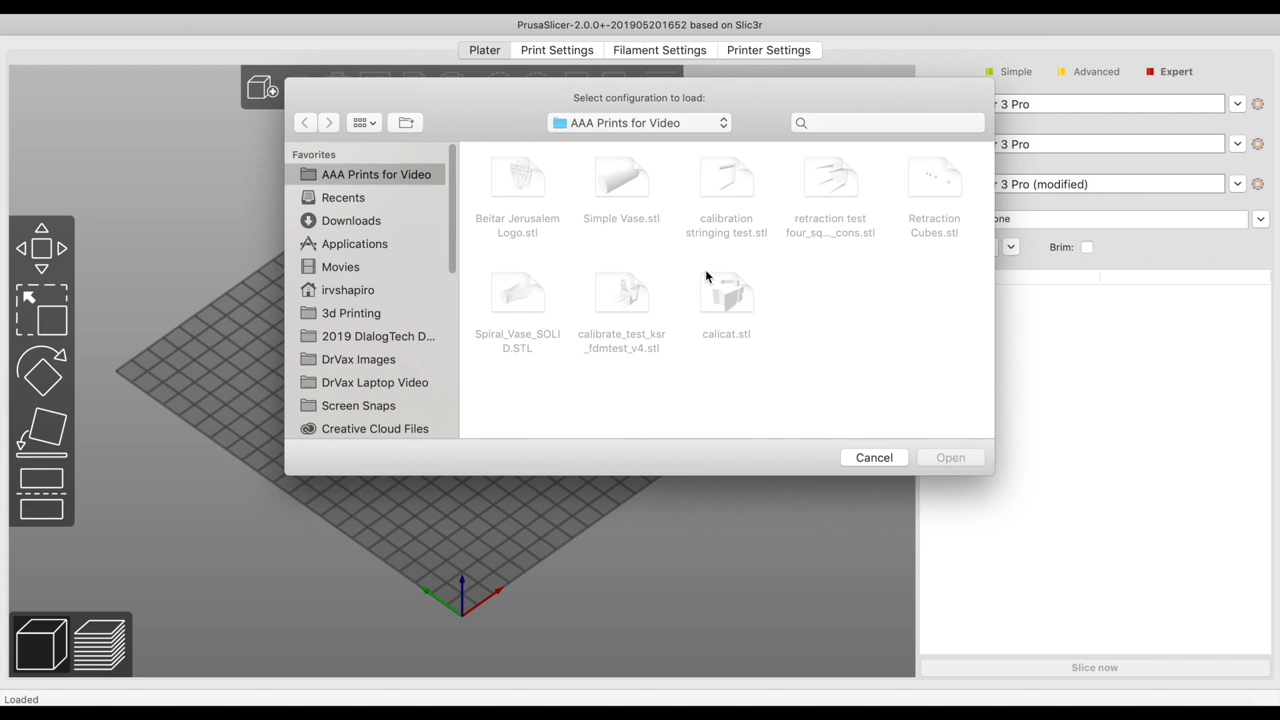 PrusaSlicer-2.0.0+-201905201652 based on Slic3r
Plater
Print Settings
Filament Settings
Printer Settings
Simple
Advanced
Expert
Select configuration to load:
AAA Prints for Video
r 3 Pro
r 3 Pro
r 3 Pro (modified)
one
Brim:
Favorites
AAA Prints for Video
Recents
Downloads
Applications
Movies
irvshapiro
3d Printing
2019 DIalogTech D...
DrVax Images
DrVax Laptop Video
Screen Snaps
Creative Cloud Files
Beitar Jerusalem
Logo.stl
Simple Vase.stl
calibration
stringing test.stl
retraction test
four_sq..._cons.stl
Retraction
Cubes.stl
Spiral_Vase_SOLI
D.STL
calibrate_test_ksr
_fdmtest_v4.stl
calicat.stl
Cancel
Open
Slice now
Loaded